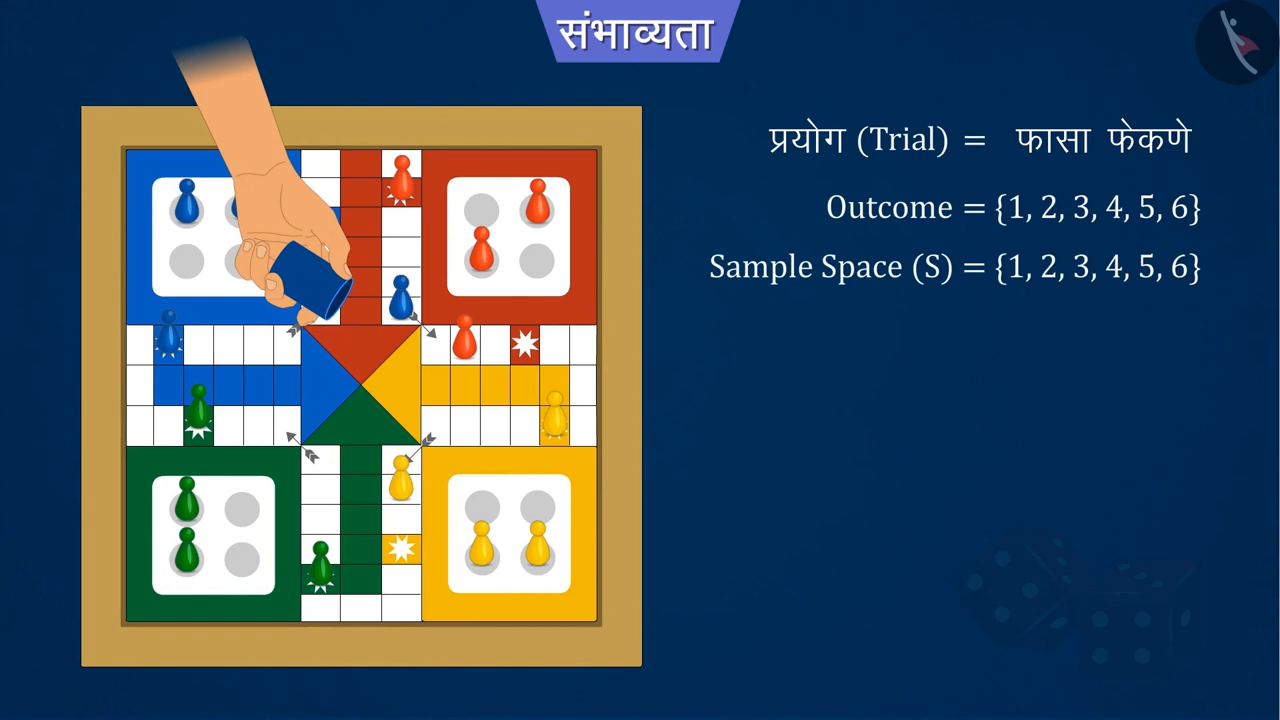 संभाव्यता
प्रयोग (Trial) = फासा फेकणे
Outcome = {1, 2, 3, 4, 5, 6}
Sample Space (S) = {1, 2, 3, 4, 5, 6}